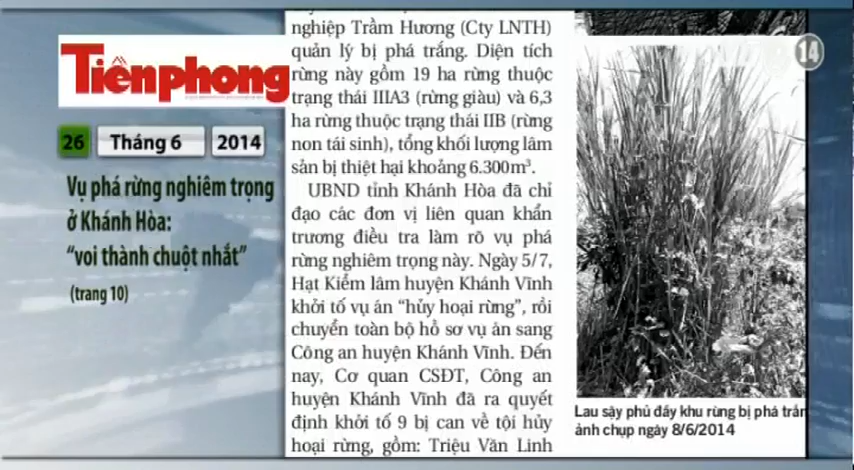 Tiềnphong
26 Tháng 6 2014
Vụ phá rừng nghiêm trọng
ở Khánh Hòa:
“voi thành chuột nhắt”
(trang 10)
nghiệp Trầm Hương (Cty LNTH)
quản lý bị phá trắng. Diện tích
rừng này gồm 19 ha rừng thuộc
trạng thái IIIA3 (rừng giàu) và 6,3
ha rừng thuộc trạng thái IIB (rừng
non tái sinh), tổng khối lượng lâm
sản bị thiệt hại khoảng 6.300m³.
UBND tỉnh Khánh Hòa đã chỉ
đạo các đơn vị liên quan khẩn
trương điều tra làm rõ vụ phá
rừng nghiêm trọng này. Ngày 5/7,
Hạt Kiểm lâm huyện Khánh Vĩnh
khởi tố vụ án “hủy hoại rừng”, rồi
chuyển toàn bộ hồ sơ vụ án sang
Công an huyện Khánh Vĩnh. Đến
nay, Cơ quan CSĐT, Công an
huyện Khánh Vĩnh đã ra quyết
định khởi tố 9 bị can về tội hủy
hoại rừng, gồm: Triệu Văn Linh
14
Lau sậy phủ đầy khu rừng bị phá trắn
ảnh chụp ngày 8/6/2014